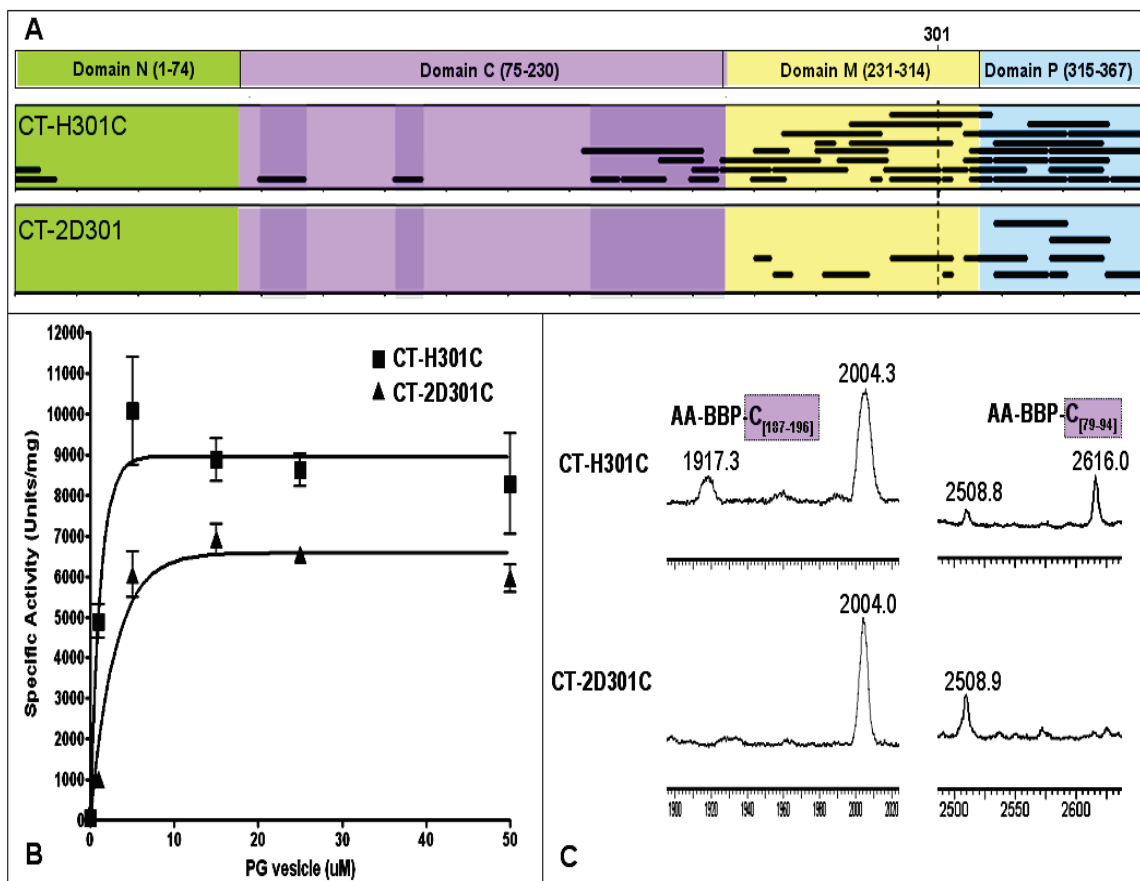 A
301
Domain N (1-74) Domain C (75-230) Domain M (231-314) Domain P (315-367)
CT-H301C
CT-2D301
12000
11000
10000
9000
8000
7000
6000
5000
4000
3000
2000
1000
0
Specific Activity (Units/mg)
CT-H301C
CT-2D301C
0 10 20 30 40 50
PG vesicle (uM)
B
2004.3
AA-BBP-C[187-196]
AA-BBP-C[79-94]
CT-H301C
1917.3
2508.8
2616.0
2004.0
CT-2D301C
2508.9
1900 1920 1940 1960 1980 2000 2020
2500 2550 2600
C